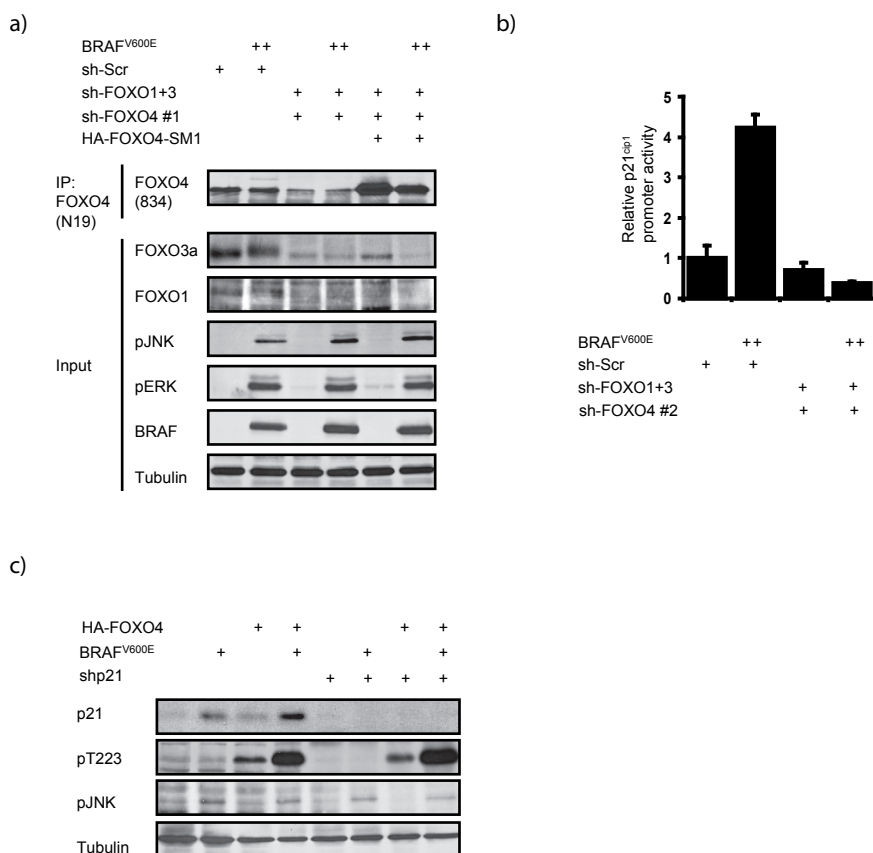 a)
BRAFV600E ++ ++ ++
sh-Scr + +
sh-FOXO1+3 + + + +
sh-FOXO4 #1 + + + +
HA-FOXO4-SM1 + +
IP:
FOXO4
(N19)
FOXO4
(834)
Input
FOXO3a
FOXO1
pJNK
pERK
BRAF
Tubulin
b)
Relative p21cip1
promoter activity
5
4
3
2
1
0
BRAFV600E ++ ++
sh-Scr + +
sh-FOXO1+3 + +
sh-FOXO4 #2 + +
c)
HA-FOXO4 + + + +
BRAFV600E + + + +
shp21 + + + +
p21
pT223
pJNK
Tubulin